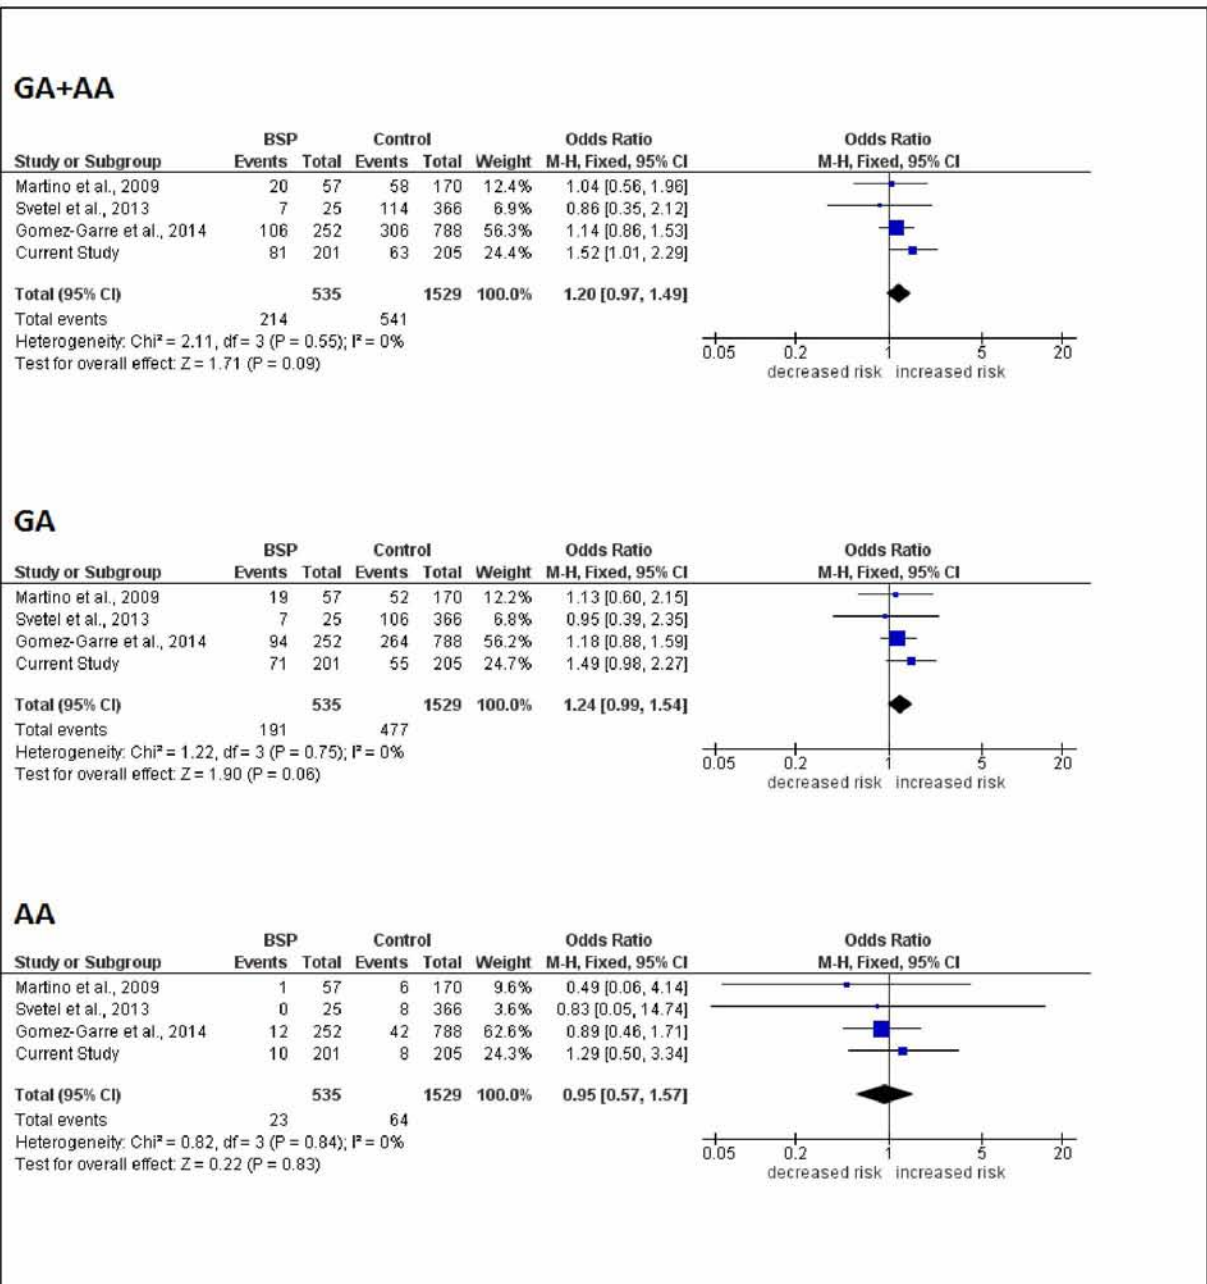 GA+AA
BSP Control Odds Ratio Odds Ratio
Study or Subgroup Events Total Events Total Weight M-H, Fixed, 95% CI M-H, Fixed, 95% CI
Martino et al., 2009 20 57 58 170 12.4% 1.04 [0.56, 1.96]
Svetel et al., 2013 7 25 114 366 6.9% 0.86 [0.35, 2.12]
Gomez-Garre et al., 2014 106 252 306 788 56.3% 1.14 [0.86, 1.53]
Current Study 81 201 63 205 24.4% 1.52 [1.01, 2.29]
Total (95% CI) 535 1529 100.0% 1.20 [0.97, 1.49]
Total events 214 541
Heterogeneity: Chi² = 2.11, df = 3 (P = 0.55); I² = 0%
Test for overall effect: Z = 1.71 (P = 0.09)
0.05 0.2 1 5 20
decreased risk increased risk
GA
BSP Control Odds Ratio Odds Ratio
Study or Subgroup Events Total Events Total Weight M-H, Fixed, 95% CI M-H, Fixed, 95% CI
Martino et al., 2009 19 57 52 170 12.2% 1.13 [0.60, 2.15]
Svetel et al., 2013 7 25 106 366 6.8% 0.95 [0.39, 2.35]
Gomez-Garre et al., 2014 94 252 264 788 56.2% 1.18 [0.88, 1.59]
Current Study 71 201 55 205 24.7% 1.49 [0.98, 2.27]
Total (95% CI) 535 1529 100.0% 1.24 [0.99, 1.54]
Total events 191 477
Heterogeneity: Chi² = 1.22, df = 3 (P = 0.75); I² = 0%
Test for overall effect: Z = 1.90 (P = 0.06)
0.05 0.2 1 5 20
decreased risk increased risk
AA
BSP Control Odds Ratio Odds Ratio
Study or Subgroup Events Total Events Total Weight M-H, Fixed, 95% CI M-H, Fixed, 95% CI
Martino et al., 2009 1 57 6 170 9.6% 0.49 [0.06, 4.14]
Svetel et al., 2013 0 25 8 366 3.6% 0.83 [0.05, 14.74]
Gomez-Garre et al., 2014 12 252 42 788 62.6% 0.89 [0.46, 1.71]
Current Study 10 201 8 205 24.3% 1.29 [0.50, 3.34]
Total (95% CI) 535 1529 100.0% 0.95 [0.57, 1.57]
Total events 23 64
Heterogeneity: Chi² = 0.82, df = 3 (P = 0.84); I² = 0%
Test for overall effect: Z = 0.22 (P = 0.83)
0.05 0.2 1 5 20
decreased risk increased risk